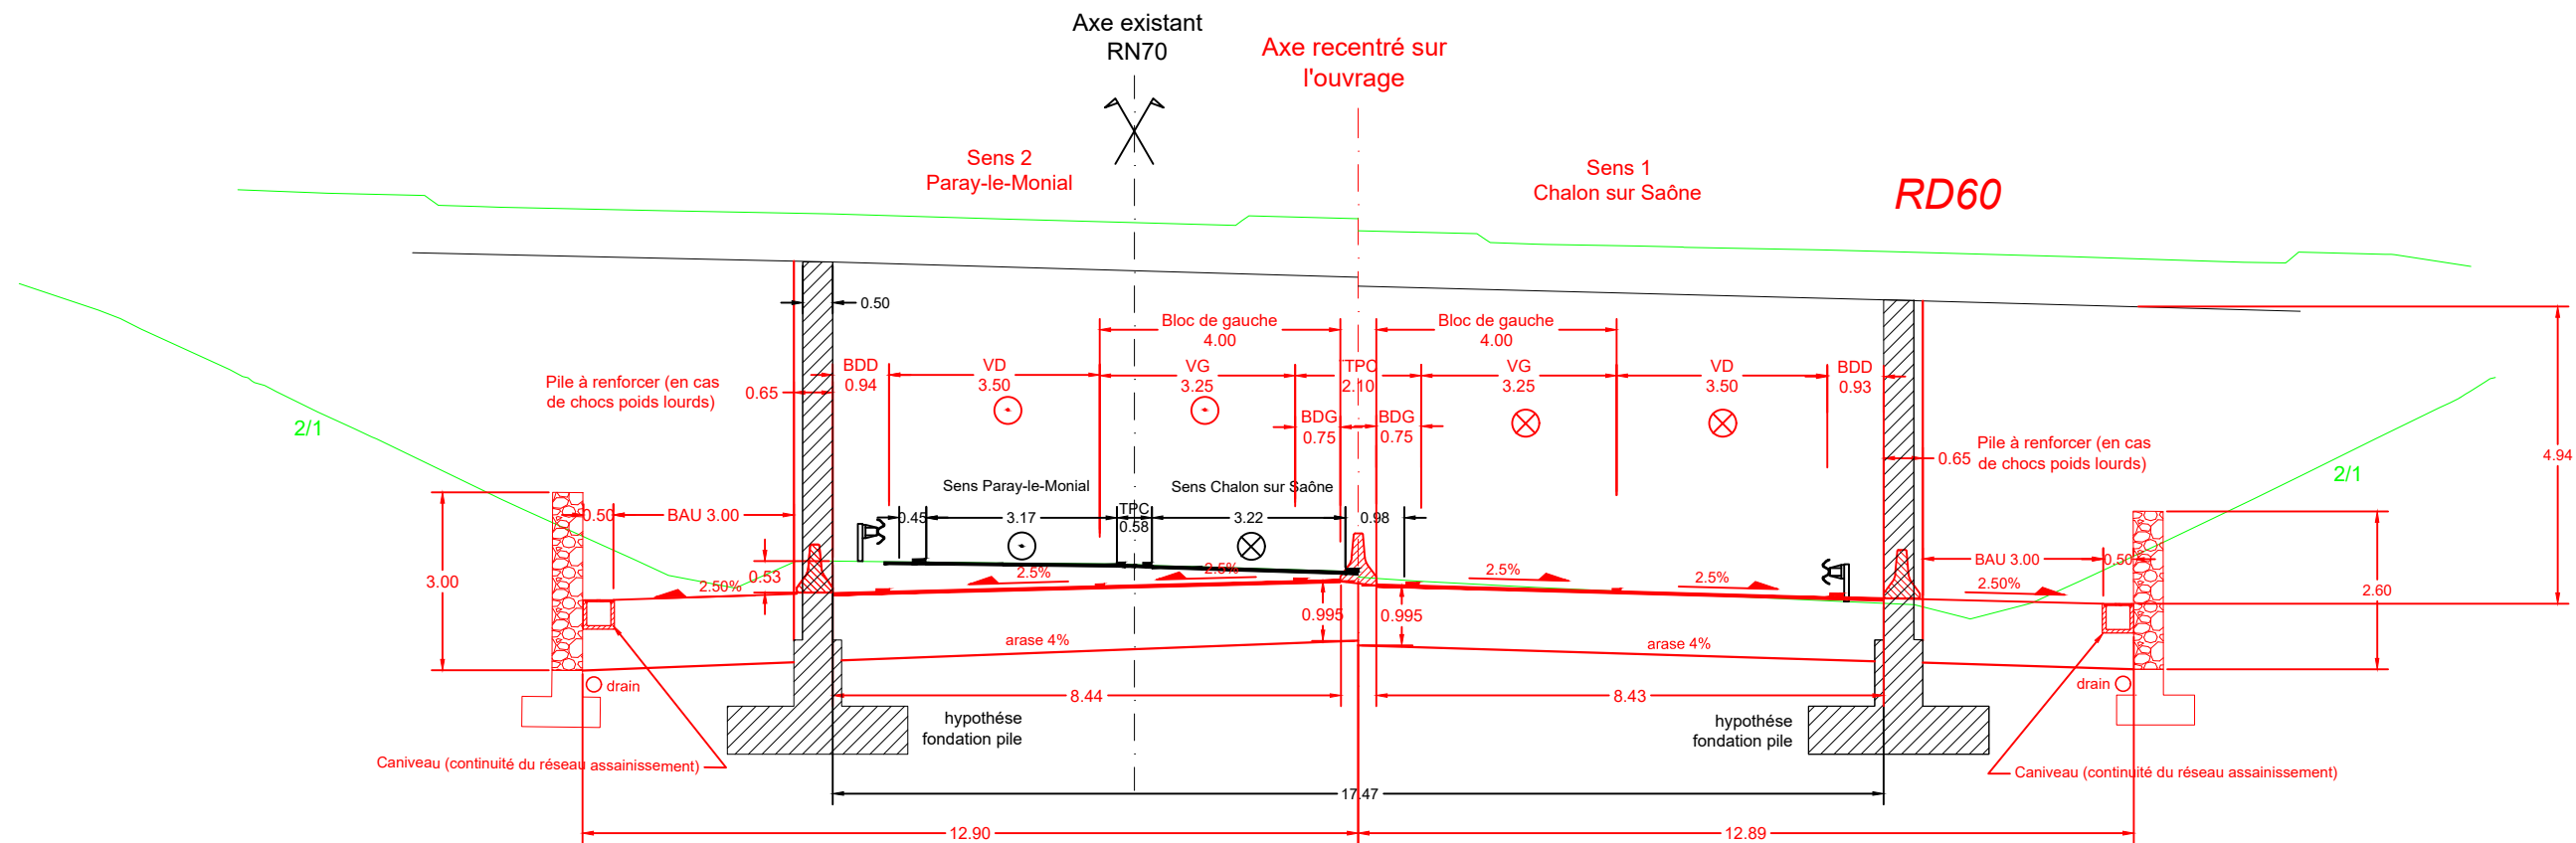 Axe existant
RN70
Axe recentré sur
l'ouvrage
Sens 2
Paray-le-Monial
Sens 1
Chalon sur Saône
RD60
0.50
Bloc de gauche
4.00
Bloc de gauche
4.00
BDD
0.94
VD
3.50
VG
3.25
TPC
2.10
VG
3.25
VD
3.50
BDD
0.93
Pile à renforcer (en cas
de chocs poids lourds)
0.65
BDG
0.75
BDG
0.75
2/1
0.65
Pile à renforcer (en cas
de chocs poids lourds)
4.94
2/1
Sens Paray-le-Monial
Sens Chalon sur Saône
0.50
BAU 3.00
0.45
3.17
TPC
0.58
3.22
0.98
3.00
0.53
2.50%
2.5%
2.5%
2.5%
2.5%
BAU 3.00
0.50
2.50%
2.60
0.995
0.995
arase 4%
arase 4%
drain
drain
8.44
8.43
hypothése
fondation pile
hypothése
fondation pile
Caniveau (continuité du réseau assainissement)
Caniveau (continuité du réseau assainissement)
17.47
12.90
12.89